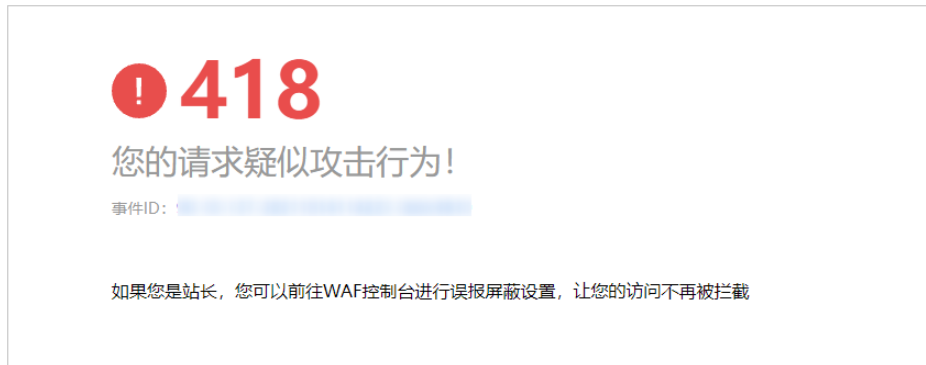 418
您的请求疑似攻击行为！
事件ID：
如果您是站长，您可以前往WAF控制台进行误报屏蔽设置，让您的访问不再被拦截